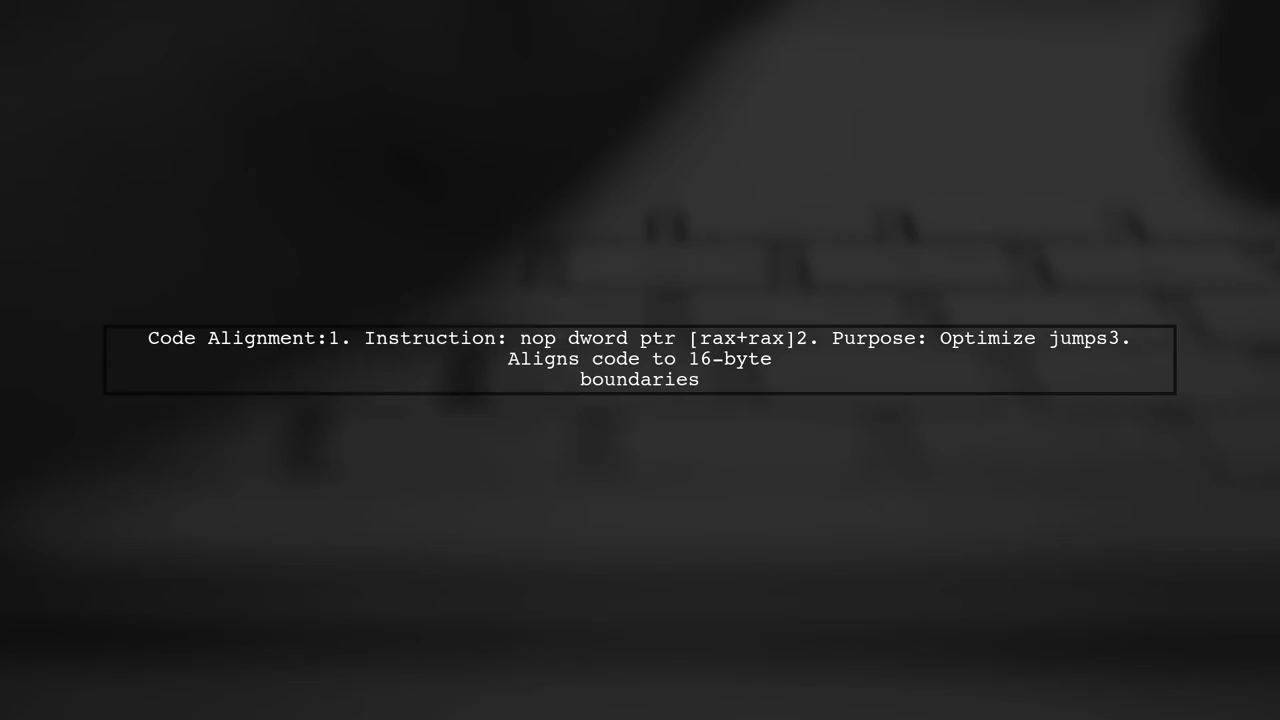 Code Alignment:1. Instruction: nop dword ptr [rax+rax]2. Purpose: Optimize jumps3.
Aligns code to 16-byte
boundaries